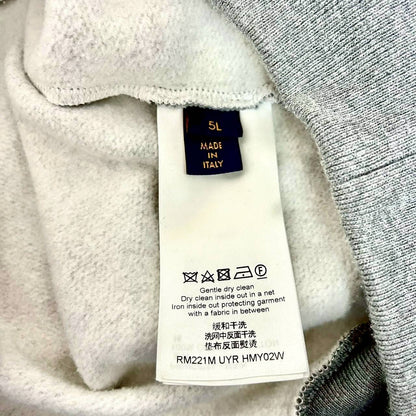 5L
MADE
IN
ITALY
Gentle dry clean
Dry clean inside out in a net
Iron inside out protecting garment
with a fabric in between
缓和干洗
洗网中反面干洗
垫布反面熨烫
RM221M UYR HMY02W